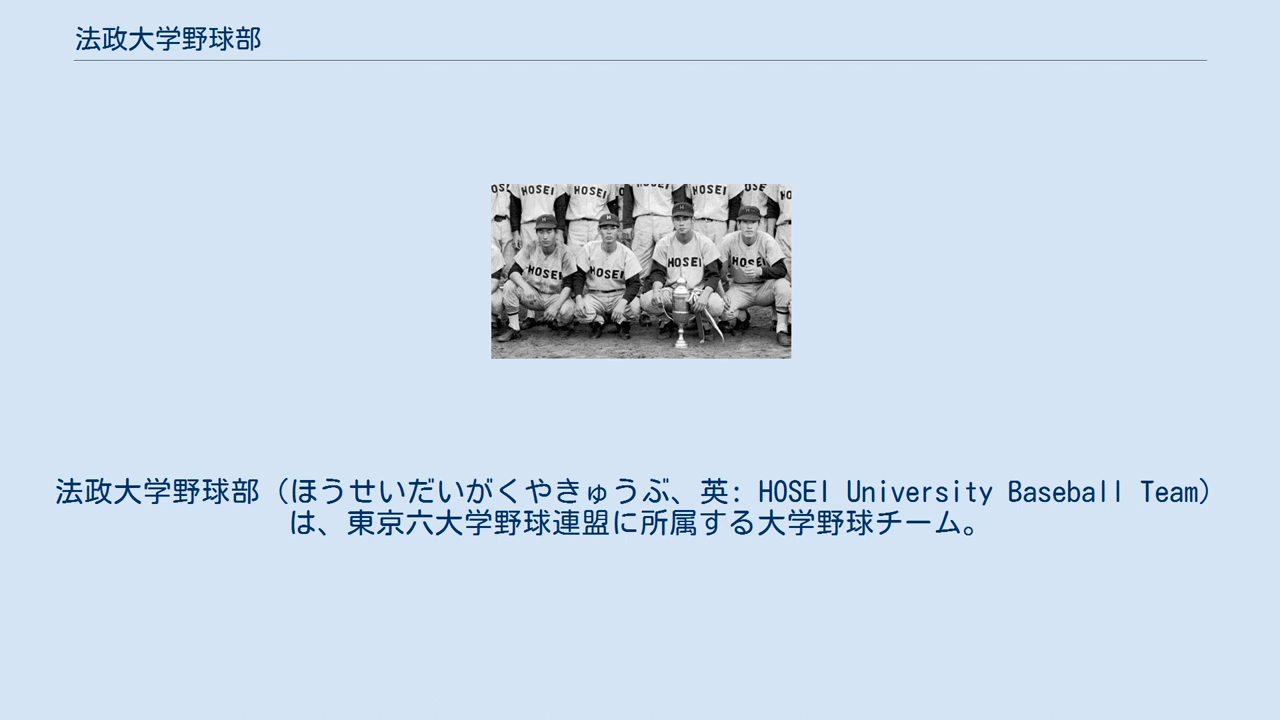 法政大学野球部
HOSEI HOSEI HOSEI
HOSEI HOSEI HOSEI HOSEI
法政大学野球部（ほうせいだいがくやきゅうぶ、英: HOSEI University Baseball Team）
は、東京六大学野球連盟に所属する大学野球チーム。